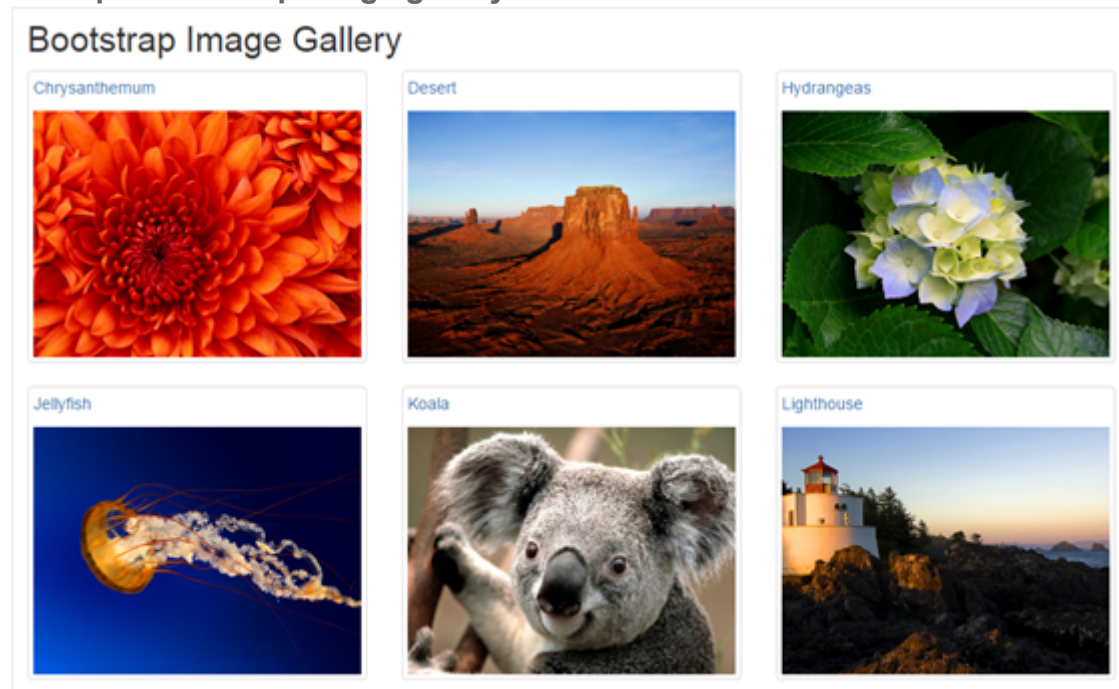 Bootstrap Image Gallery
Chrysanthemum
Desert
Hydrangeas
Jellyfish
Koala
Lighthouse